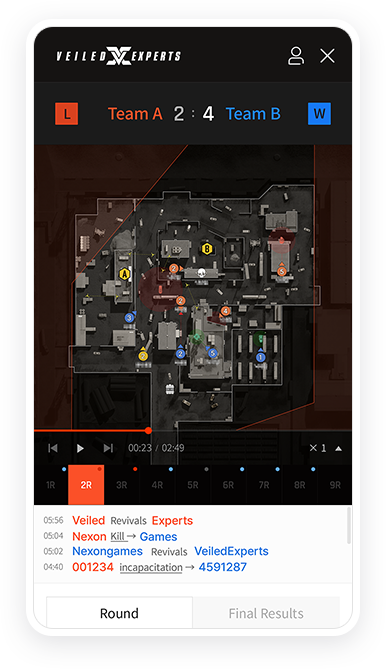 VEILED EXPERTS
L Team A 2 : 4 Team B W
B
A
00:23 / 02:49 × 1
1R 2R 3R 4R 5R 6R 7R 8R 9R
05:56 Veiled Revivals Experts
05:04 Nexon Kill → Games
05:02 Nexongames Revivals VeiledExperts
04:40 001234 incapacitation → 4591287
Round Final Results